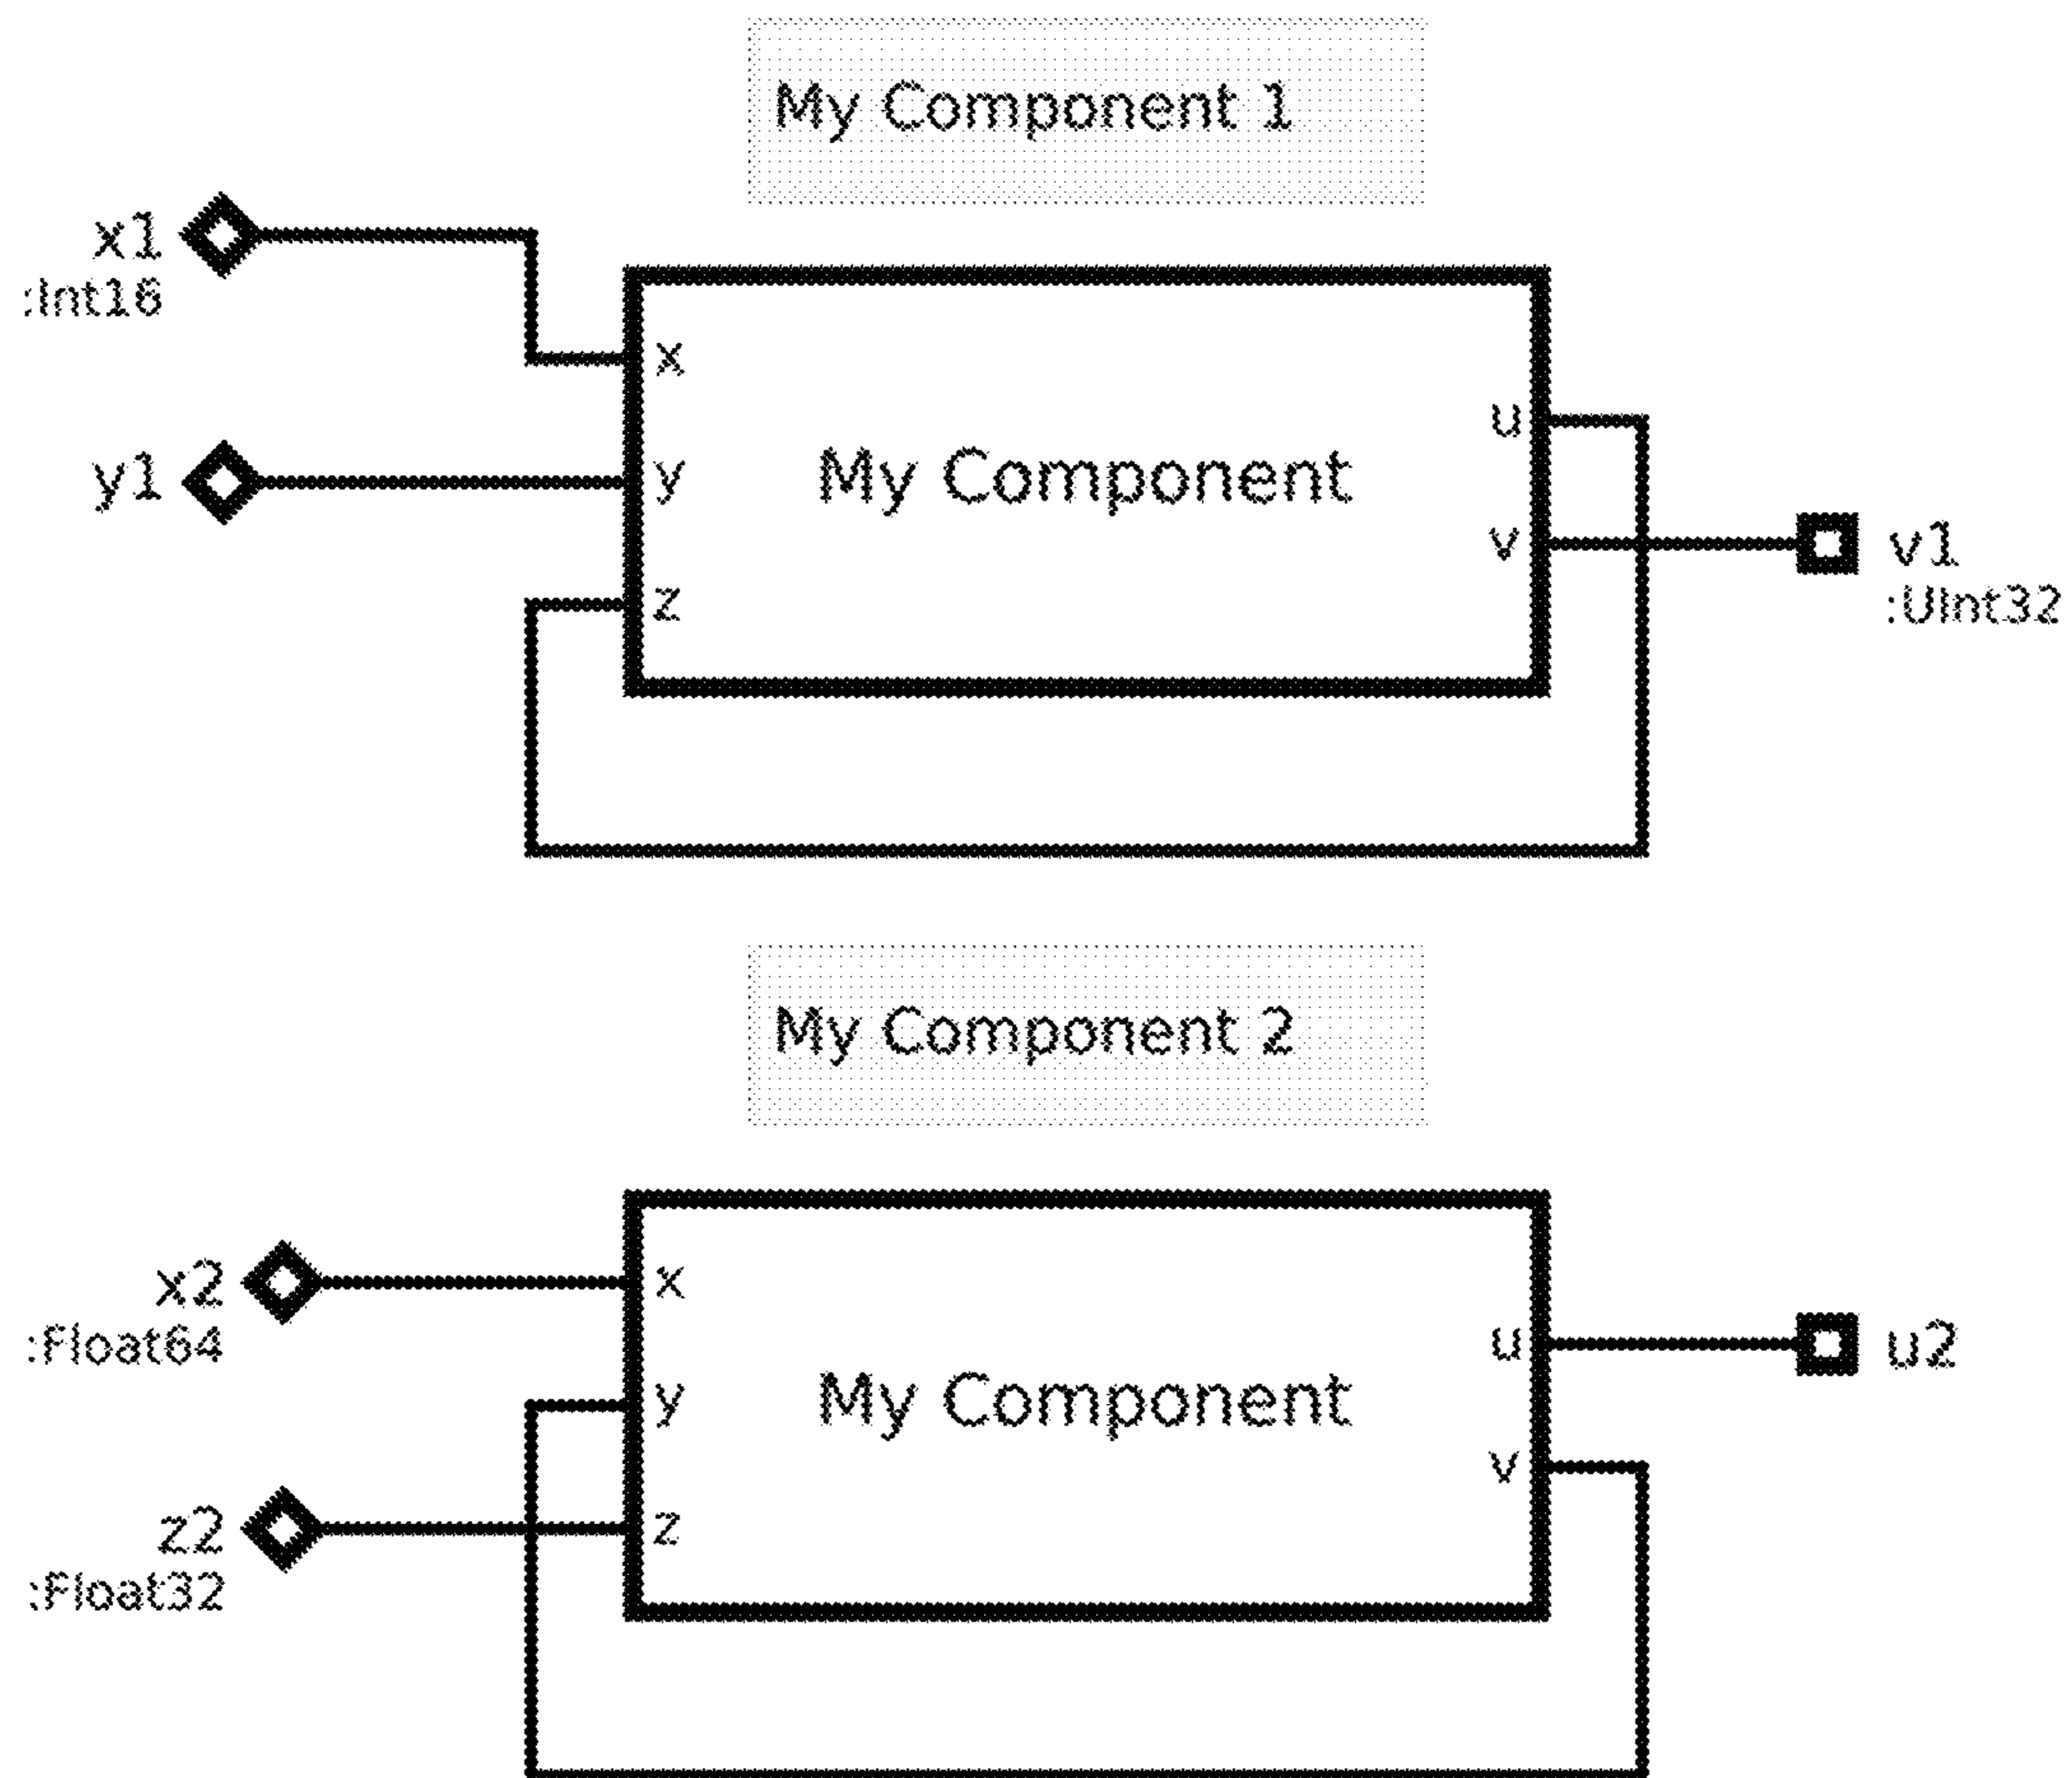 My Component 1
x1
:Int16
x
u
y1
y
My Component
v
v1
z
:UInt32
My Component 2
x2
:Float64
x
u
u2
y
My Component
v
z2
:Float32
z